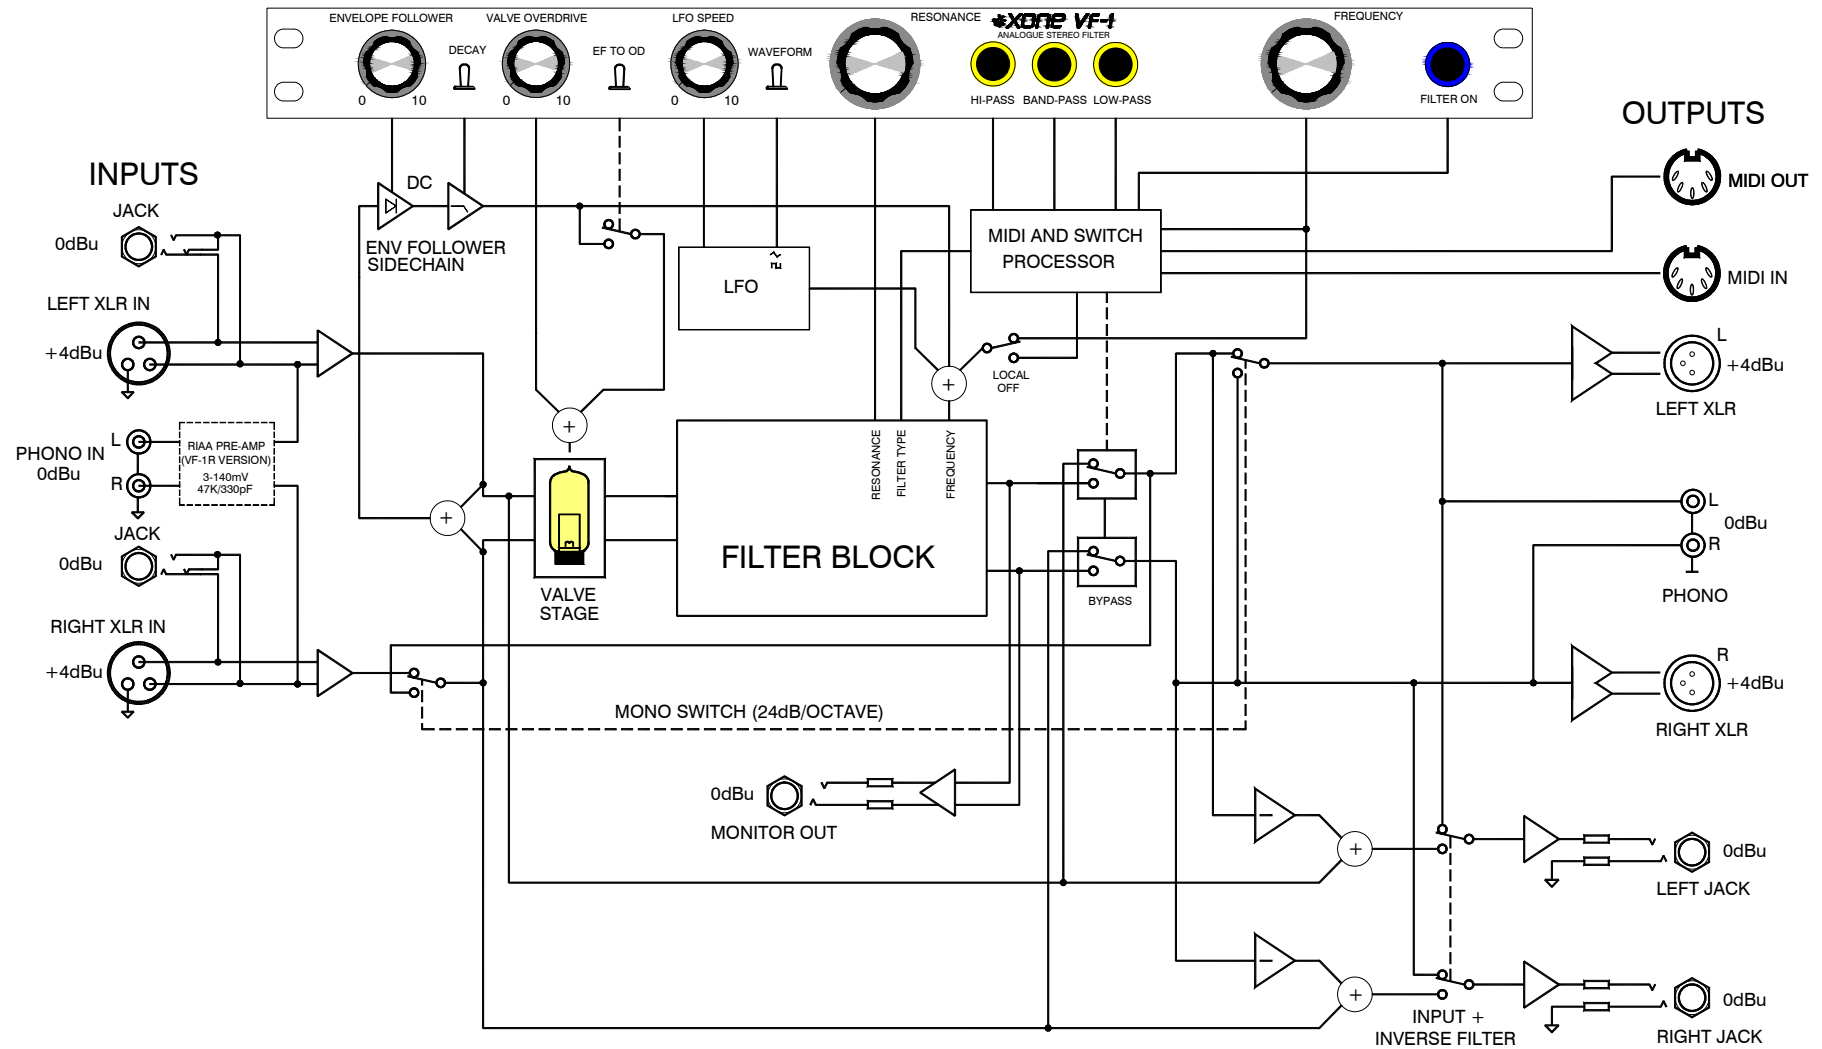 ENVELOPE FOLLOWER
VALVE OVERDRIVE
LFO SPEED
RESONANCE
XONE VF-1
ANALOGUE STEREO FILTER
FREQUENCY
DECAY
EF TO OD
WAVEFORM
0 10
0 10
0 10
HI-PASS BAND-PASS LOW-PASS
FILTER ON
INPUTS
OUTPUTS
JACK
0dBu
LEFT XLR IN
+4dBu
PHONO IN
0dBu
L
R
RIAA PRE-AMP
(VF-1R VERSION)
3-140mV
47K/330pF
JACK
0dBu
RIGHT XLR IN
+4dBu
DC
ENV FOLLOWER
SIDECHAIN
LFO
MIDI AND SWITCH
PROCESSOR
LOCAL
OFF
+
+
+
RESONANCE
FILTER TYPE
FREQUENCY
FILTER BLOCK
VALVE
STAGE
BYPASS
MONO SWITCH (24dB/OCTAVE)
0dBu
MONITOR OUT
MIDI OUT
MIDI IN
L
+4dBu
LEFT XLR
L
0dBu
R
PHONO
R
+4dBu
RIGHT XLR
−
+
0dBu
LEFT JACK
−
+
INPUT +
INVERSE FILTER
0dBu
RIGHT JACK